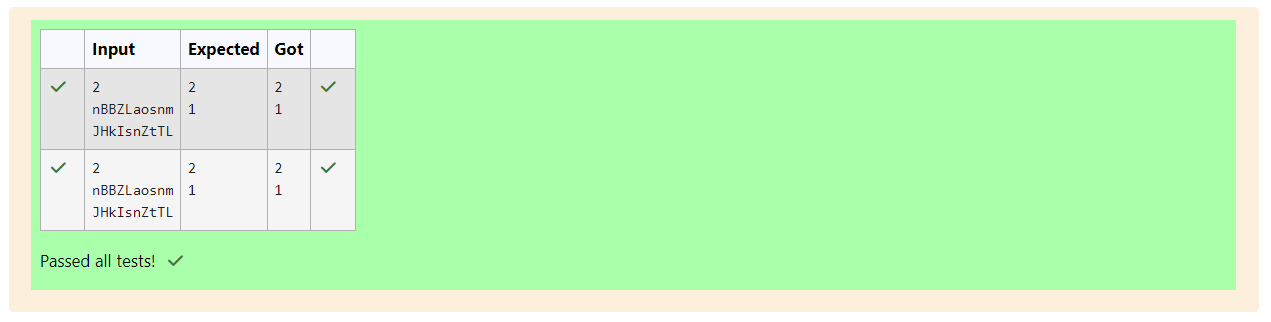 Input Expected Got
2 2 2
nBBZLaosnm 1 1
JHkIsnZtTL
2 2 2
nBBZLaosnm 1 1
JHkIsnZtTL
Passed all tests!